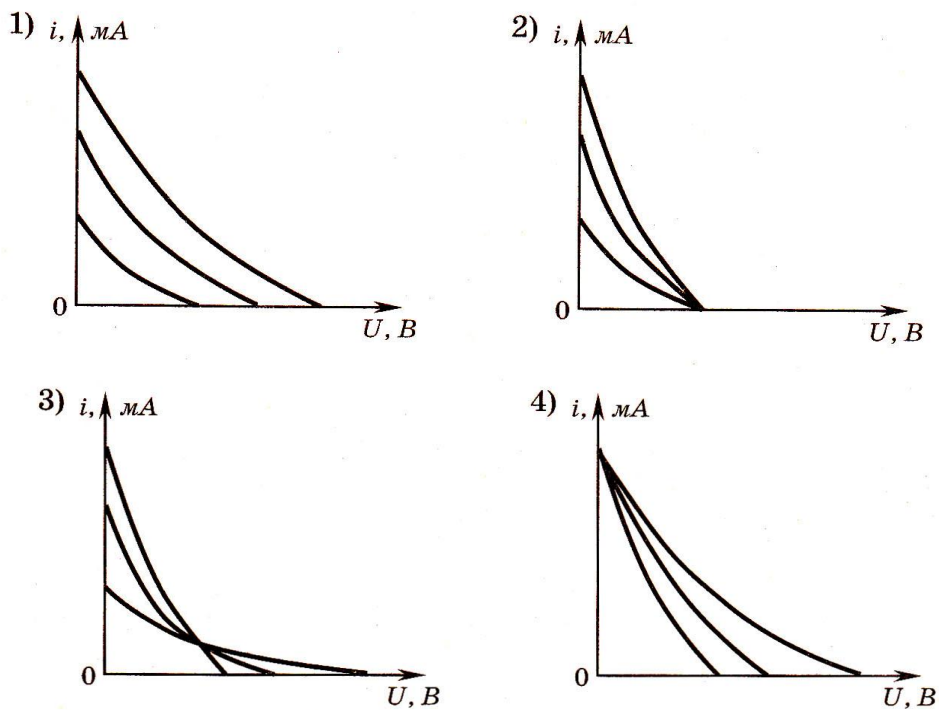 1) i, мА
0
U, В
2) i, мА
0
U, В
3) i, мА
0
U, В
4) i, мА
0
U, В